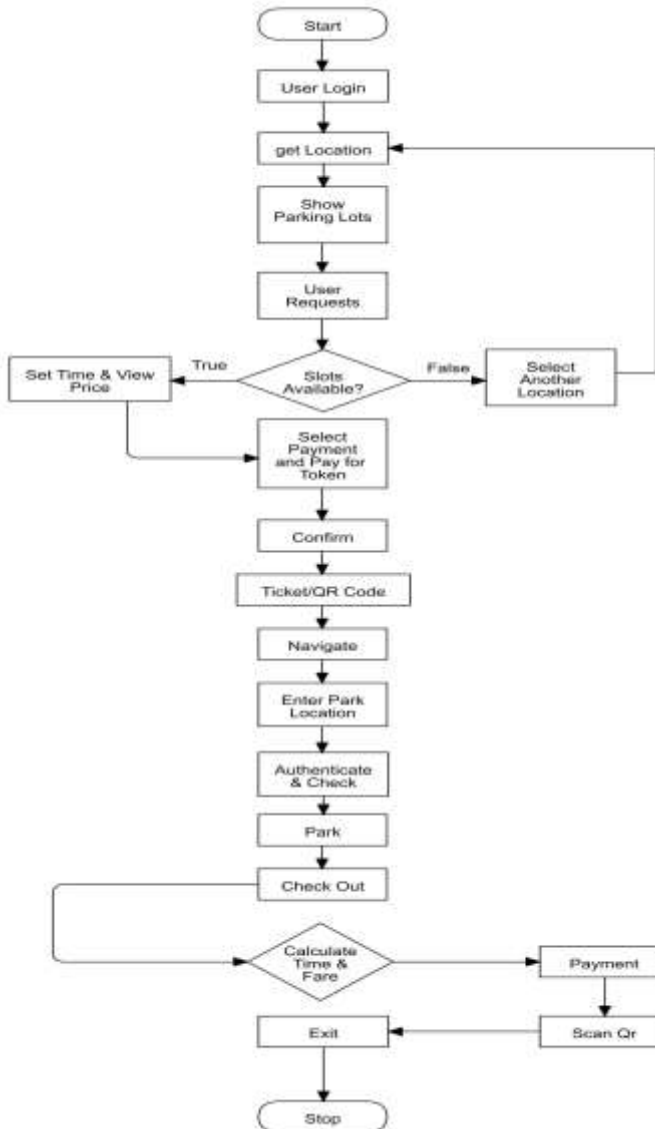 Start
User Login
get Location
Show
Parking Lots
User
Requests
Set Time & View
Price
True
Slots
Available?
False
Select
Another
Location
Select
Payment
and Pay for
Token
Confirm
Ticket/QR Code
Navigate
Enter Park
Location
Authenticate
& Check
Park
Check Out
Calculate
Time &
Fare
Payment
Exit
Scan Qr
Stop